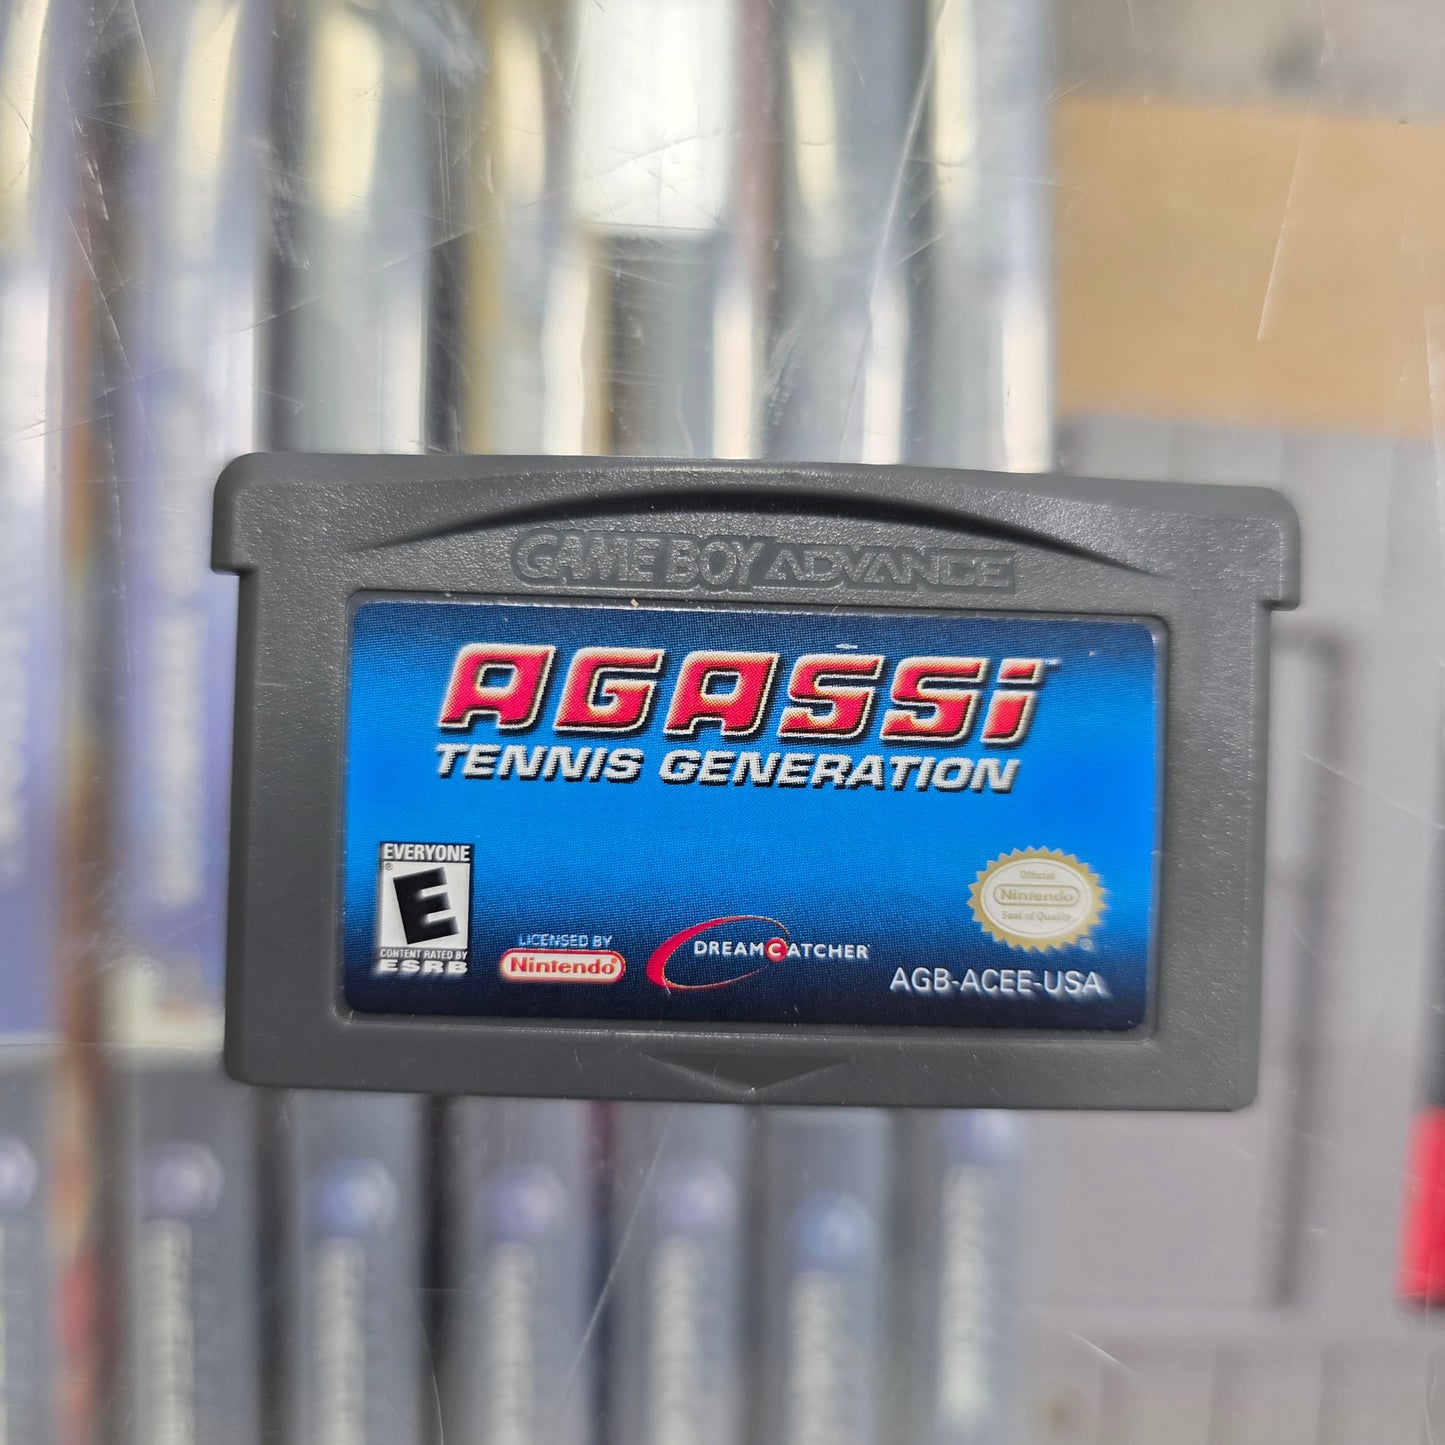 GAME BOY ADVANCE
AGASSI™
TENNIS GENERATION
EVERYONE
E
®
CONTENT RATED BY
ESRB
LICENSED BY
Nintendo®
DREAMCATCHER
Official
Nintendo
Seal of Quality
®
AGB-ACEE-USA